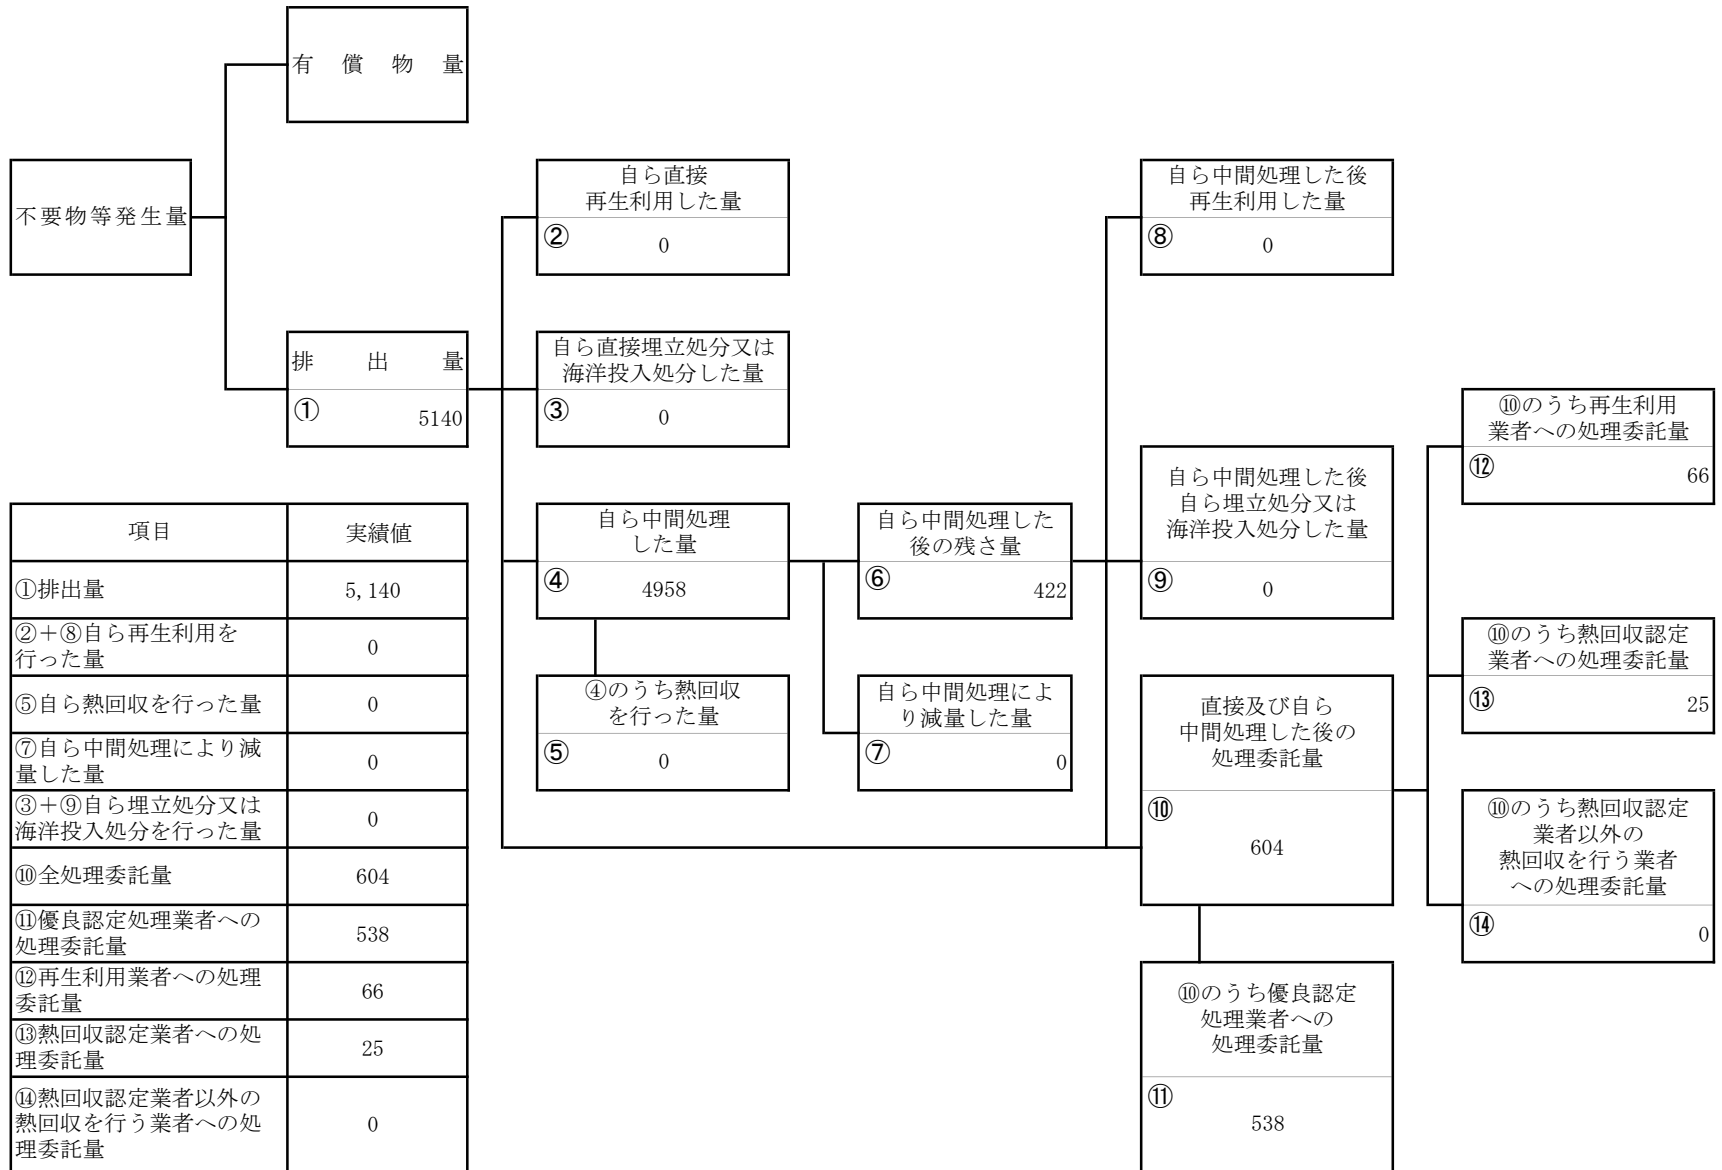 有償物量
不要物等発生量
排出量
①
5140
自ら直接
再生利用した量
②
0
自ら直接埋立処分又は
海洋投入処分した量
③
0
自ら中間処理
した量
④
4958
④のうち熱回収
を行った量
⑤
0
自ら中間処理した
後の残さ量
⑥
422
自ら中間処理によ
り減量した量
⑦
0
自ら中間処理した後
再生利用した量
⑧
0
自ら中間処理した後
自ら埋立処分又は
海洋投入処分した量
⑨
0
直接及び自ら
中間処理した後の
処理委託量
⑩
604
⑩のうち優良認定
処理業者への
処理委託量
⑪
538
⑩のうち再生利用
業者への処理委託量
⑫
66
⑩のうち熱回収認定
業者への処理委託量
⑬
25
⑩のうち熱回収認定
業者以外の
熱回収を行う業者
への処理委託量
⑭
0
項目 実績値
①排出量 5,140
②＋⑧自ら再生利用を
行った量 0
⑤自ら熱回収を行った量 0
⑦自ら中間処理により減
量した量 0
③＋⑨自ら埋立処分又は
海洋投入処分を行った量 0
⑩全処理委託量 604
⑪優良認定処理業者への
処理委託量 538
⑫再生利用業者への処理
委託量 66
⑬熱回収認定業者への処
理委託量 25
⑭熱回収認定業者以外の
熱回収を行う業者への処
理委託量 0